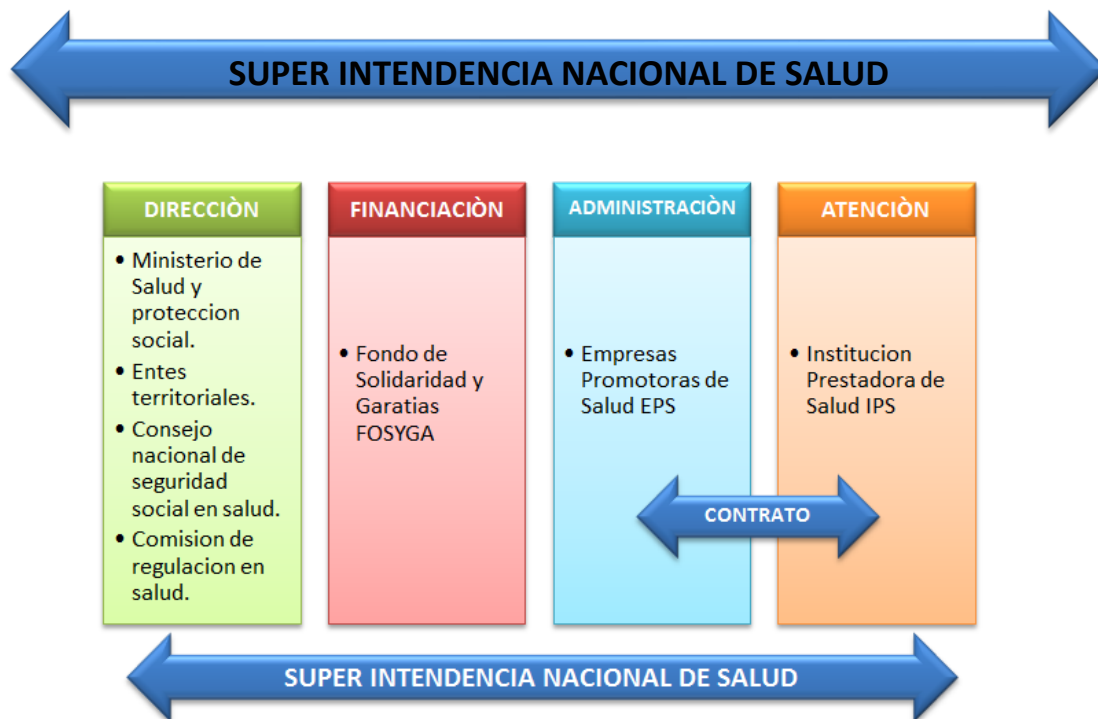 SUPER INTENDENCIA NACIONAL DE SALUD
DIRECCIÒN
• Ministerio de
Salud y
proteccion
social.
• Entes
territoriales.
• Consejo
nacional de
seguridad
social en salud.
• Comision de
regulacion en
salud.
FINANCIACIÒN
• Fondo de
Solidaridad y
Garatias
FOSYGA
ADMINISTRACIÒN
• Empresas
Promotoras de
Salud EPS
ATENCIÒN
• Institucion
Prestadora de
Salud IPS
CONTRATO
SUPER INTENDENCIA NACIONAL DE SALUD